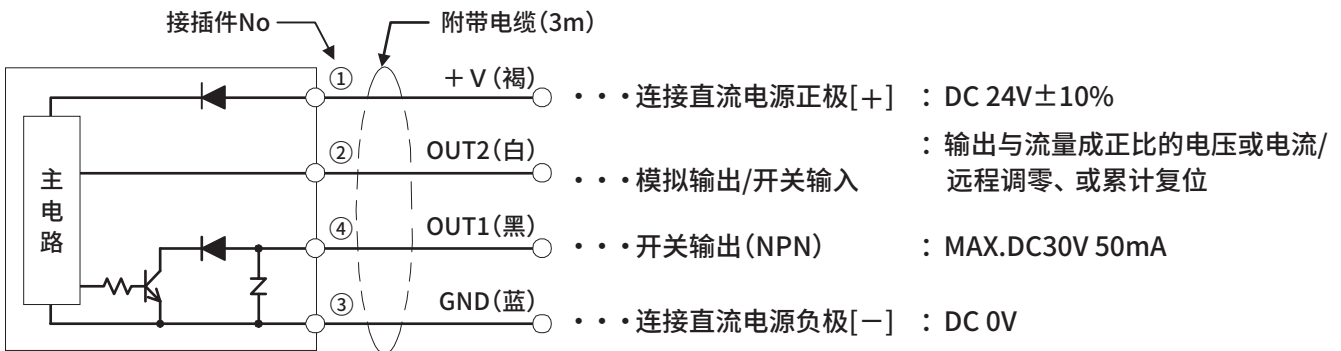 接插件No
附带电缆(3m)
① +V(褐) ・・・连接直流电源正极[+] : DC 24V±10%
② OUT2(白) ・・・模拟输出/开关输入 : 输出与流量成正比的电压或电流/
远程调零、或累计复位
④ OUT1(黑) ・・・开关输出(NPN) : MAX.DC30V 50mA
③ GND(蓝) ・・・连接直流电源负极[-] : DC 0V
主
电
路